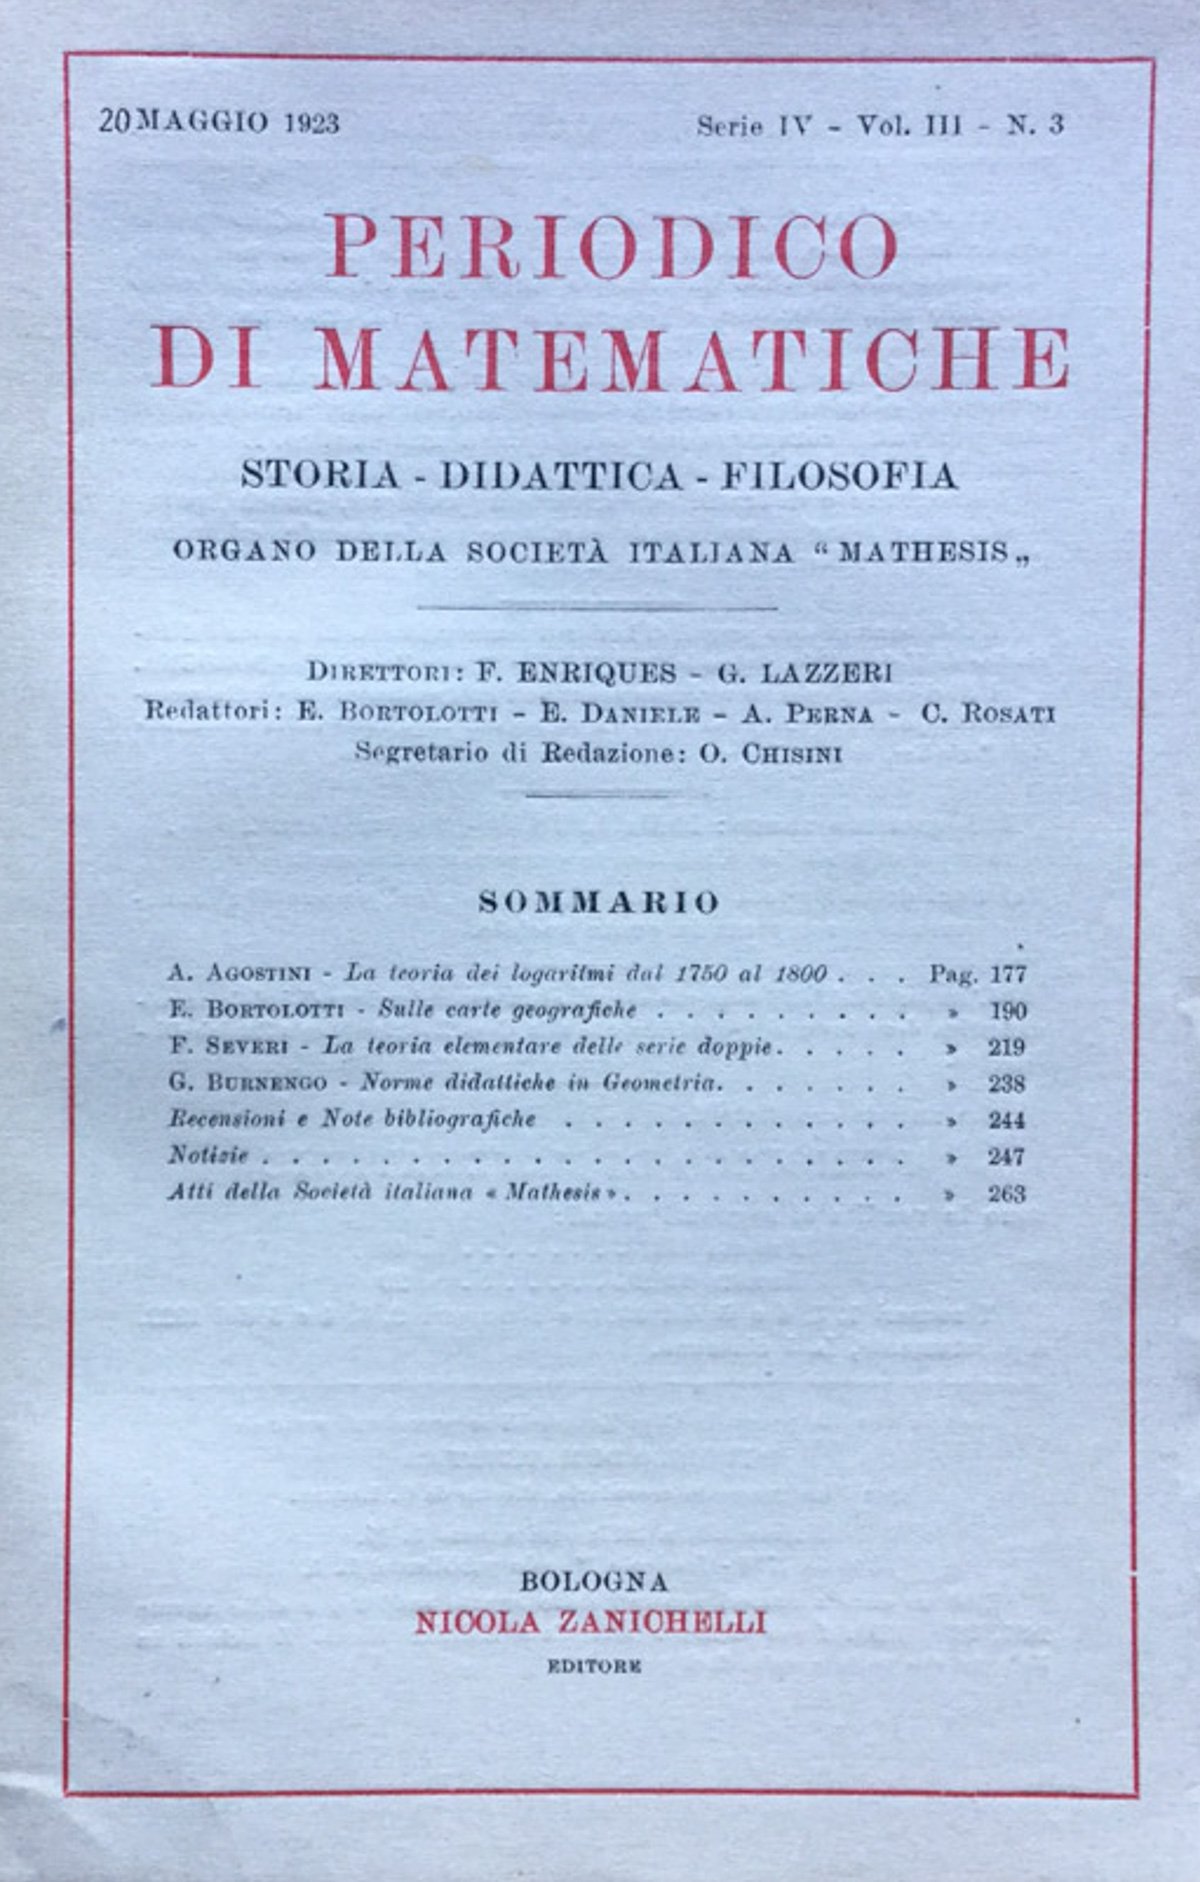 20 MAGGIO 1923
Serie IV - Vol. III - N. 3
PERIODICO
DI MATEMATICHE
STORIA - DIDATTICA - FILOSOFIA
ORGANO DELLA SOCIETÀ ITALIANA “ MATHESIS „
DIRETTORI: F. ENRIQUES - G. LAZZERI
Redattori: E. BORTOLOTTI - E. DANIELE - A. PERNA - C. ROSATI
Segretario di Redazione: O. CHISINI
SOMMARIO
A. AGOSTINI - La teoria dei logaritmi dal 1750 al 1800 . . . Pag. 177
E. BORTOLOTTI - Sulle carte geografiche . . . . . . . . . » 190
F. SEVERI - La teoria elementare delle serie doppie. . . . . » 219
G. BURNENGO - Norme didattiche in Geometria. . . . . . . » 238
Recensioni e Note bibliografiche . . . . . . . . . . . . » 244
Notizie . . . . . . . . . . . . . . . . . . . . . . » 247
Atti della Società italiana « Mathesis » . . . . . . . . . . » 263
BOLOGNA
NICOLA ZANICHELLI
EDITORE